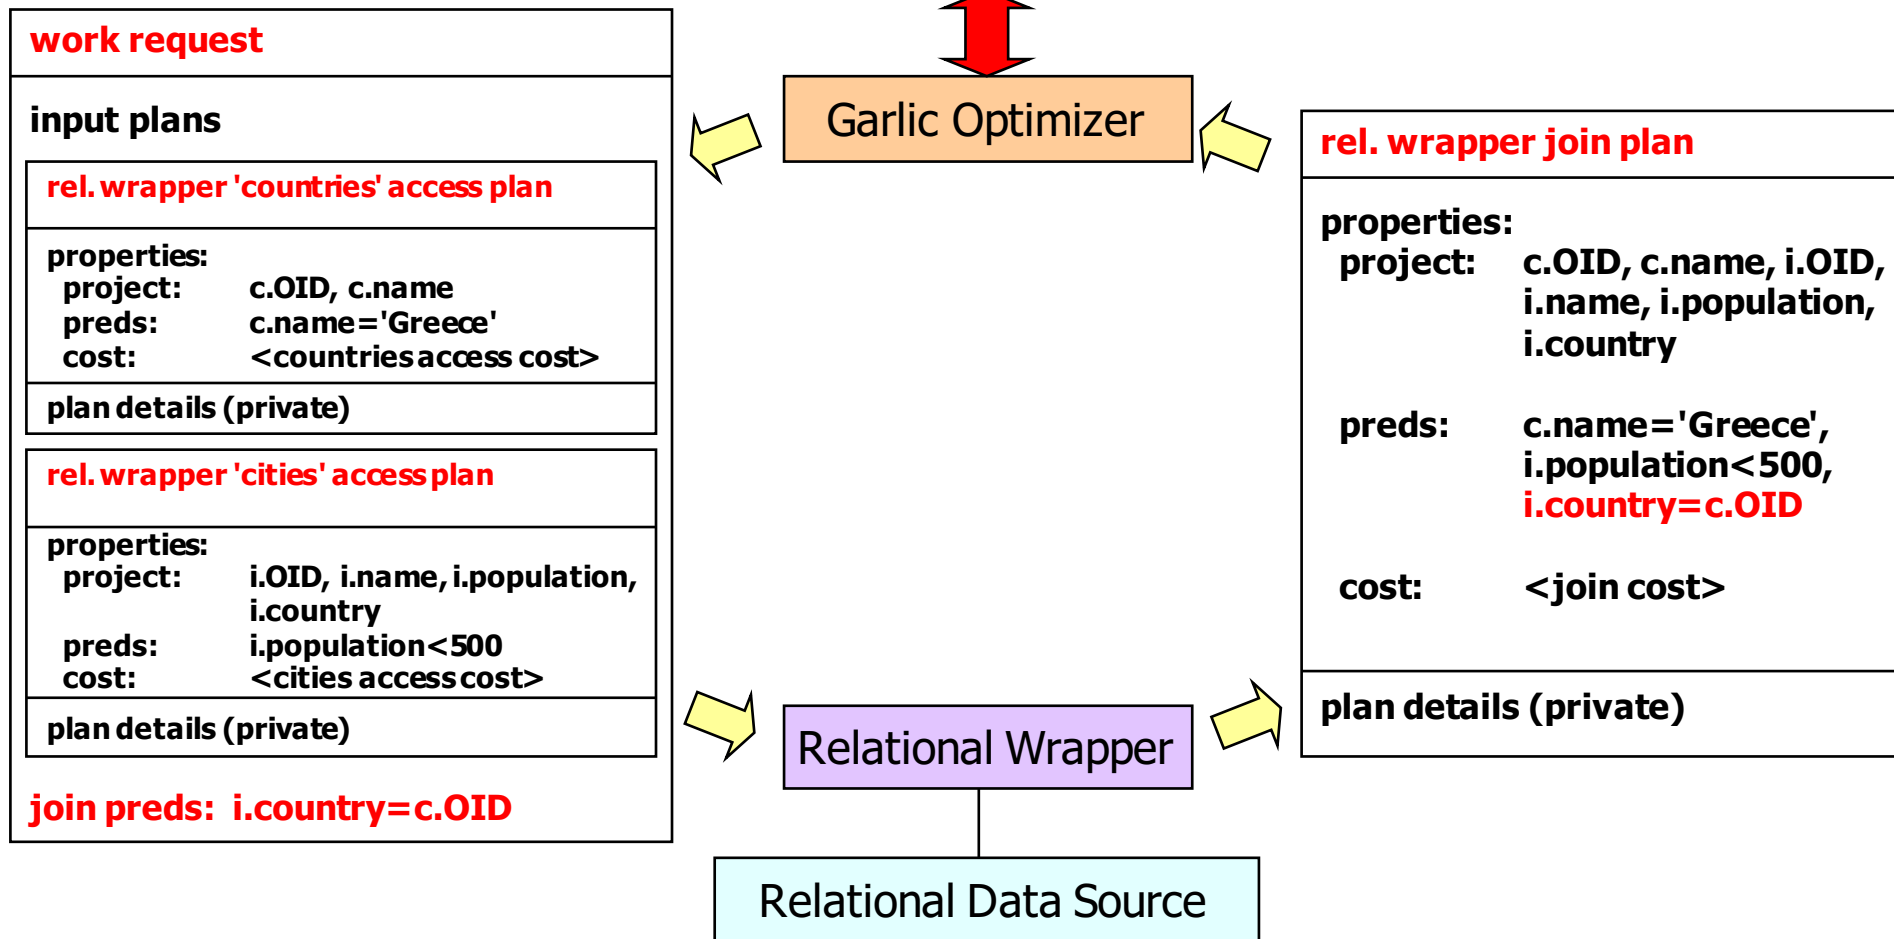 work request
input plans
rel. wrapper 'countries' access plan
properties:
project: c.OID, c.name
preds: c.name='Greece'
cost: <countries access cost>
plan details (private)
rel. wrapper 'cities' access plan
properties:
project: i.OID, i.name, i.population,
i.country
preds: i.population<500
cost: <cities access cost>
plan details (private)
join preds: i.country=c.OID
Garlic Optimizer
Relational Wrapper
Relational Data Source
rel. wrapper join plan
properties:
project: c.OID, c.name, i.OID,
i.name, i.population,
i.country
preds: c.name='Greece',
i.population<500,
i.country=c.OID
cost: <join cost>
plan details (private)